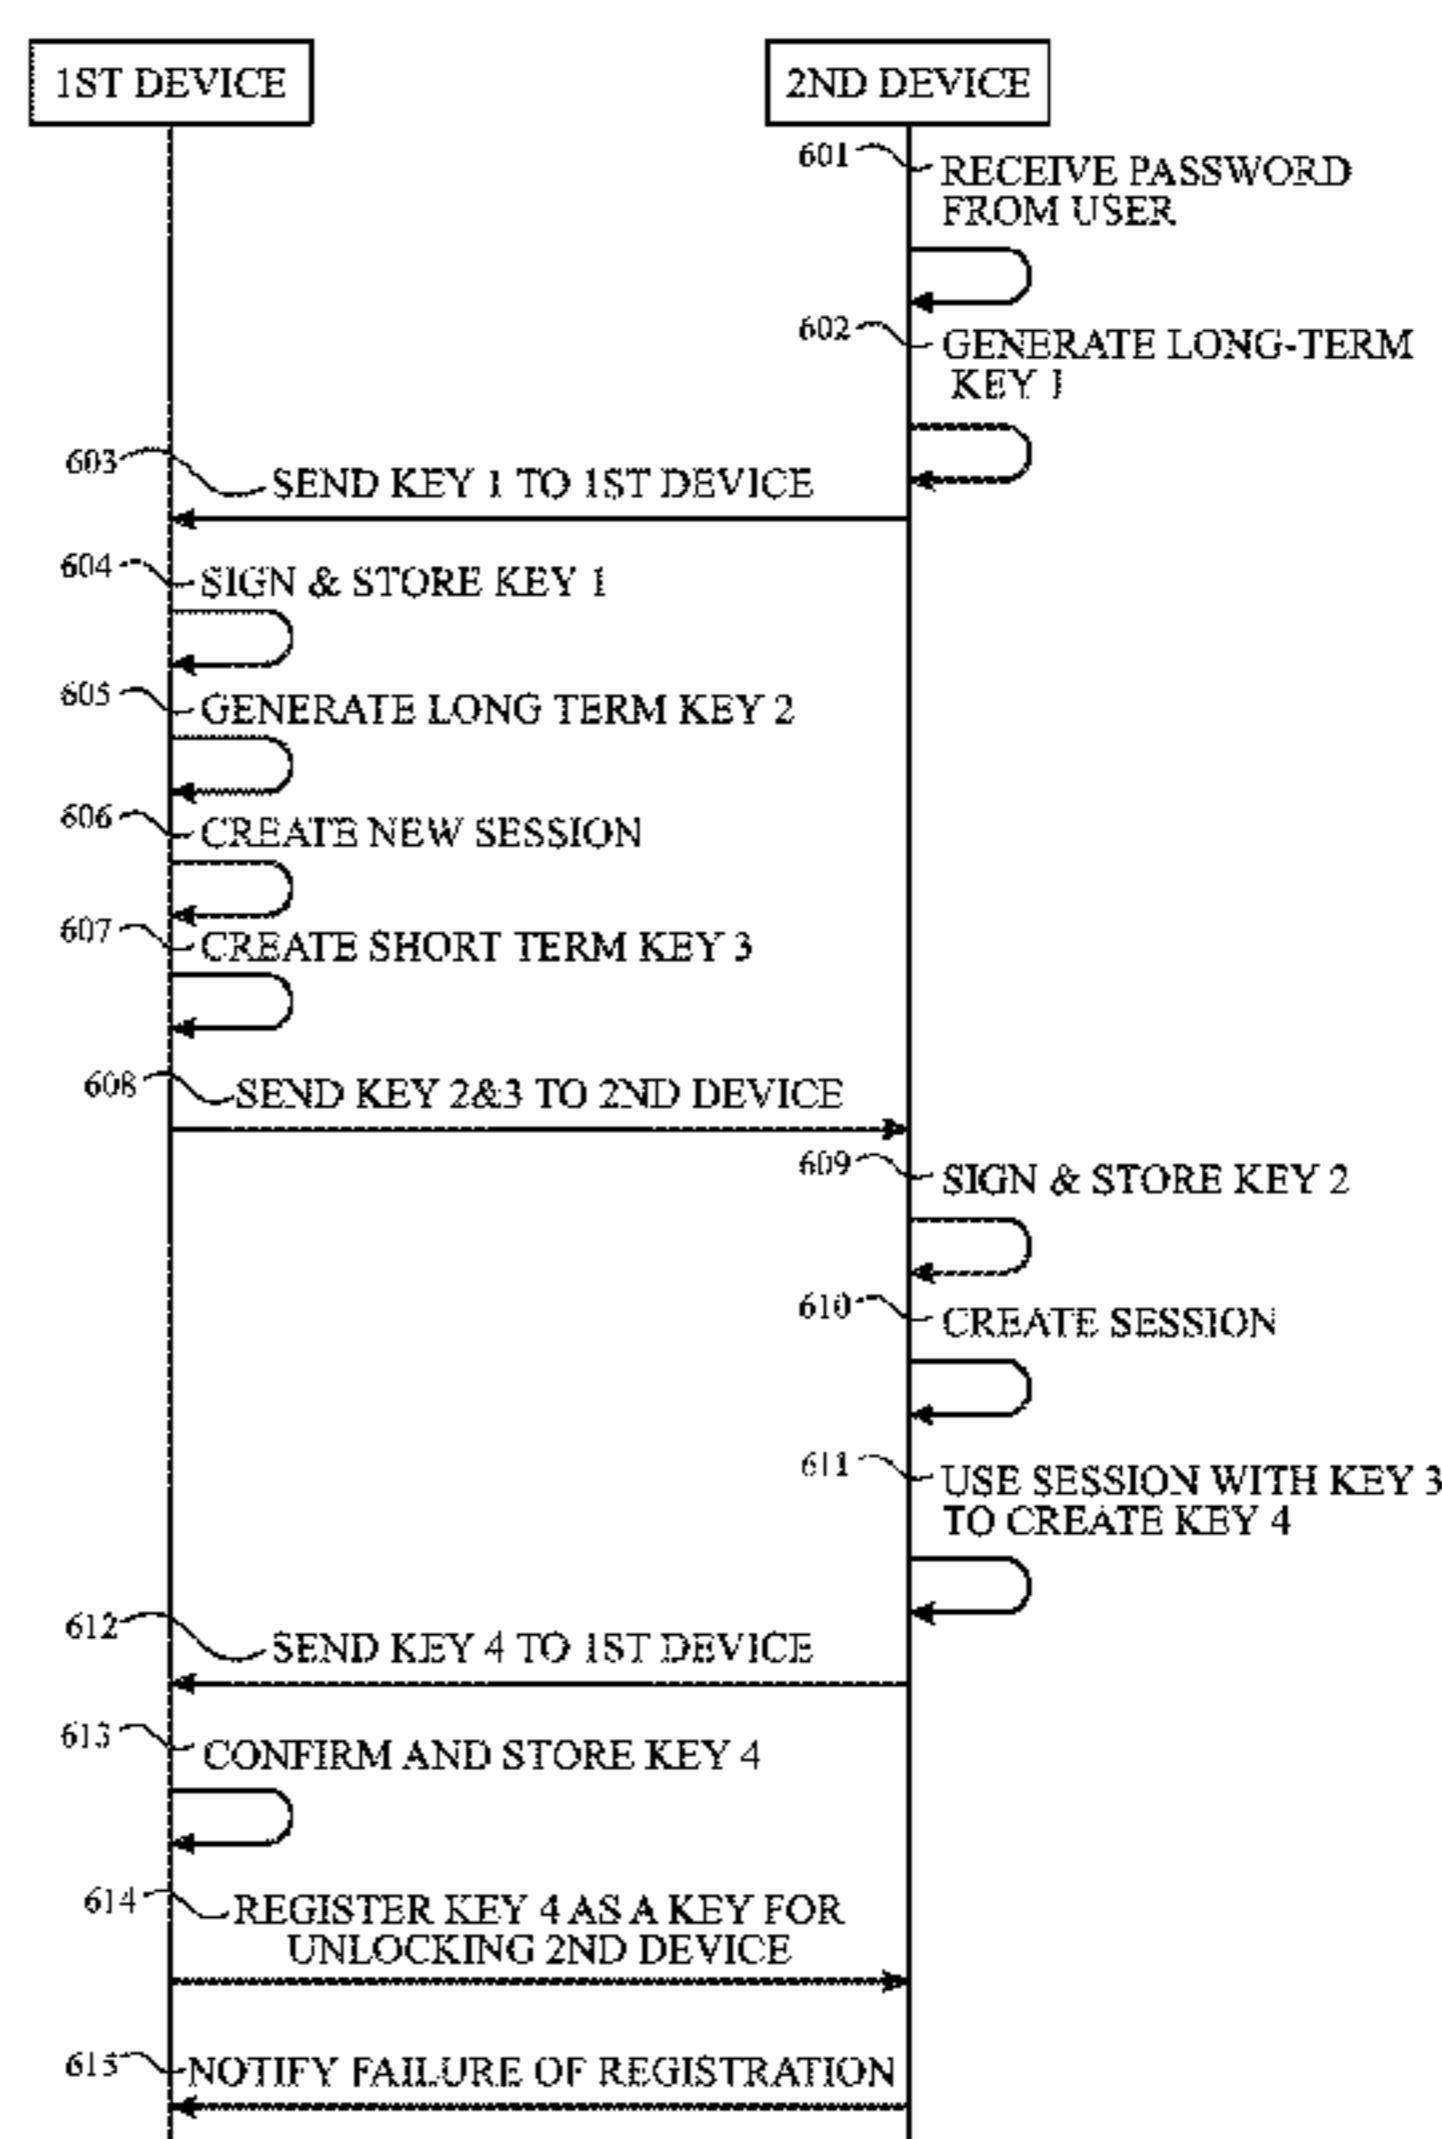 1ST DEVICE
2ND DEVICE
601
RECEIVE PASSWORD
FROM USER
602
GENERATE LONG-TERM
KEY 1
603
SEND KEY 1 TO 1ST DEVICE
604
SIGN & STORE KEY 1
605
GENERATE LONG TERM KEY 2
606
CREATE NEW SESSION
607
CREATE SHORT TERM KEY 3
608
SEND KEY 2&3 TO 2ND DEVICE
609
SIGN & STORE KEY 2
610
CREATE SESSION
611
USE SESSION WITH KEY 3
TO CREATE KEY 4
612
SEND KEY 4 TO 1ST DEVICE
613
CONFIRM AND STORE KEY 4
614
REGISTER KEY 4 AS A KEY FOR
UNLOCKING 2ND DEVICE
615
NOTIFY FAILURE OF REGISTRATION